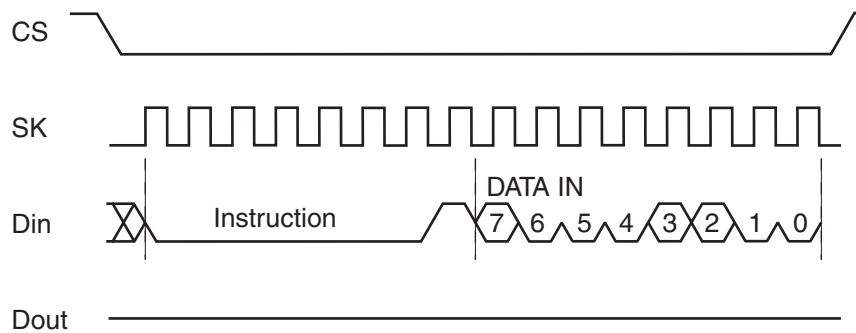 CS
SK
DATA IN
Din Instruction 7 6 5 4 3 2 1 0
Dout